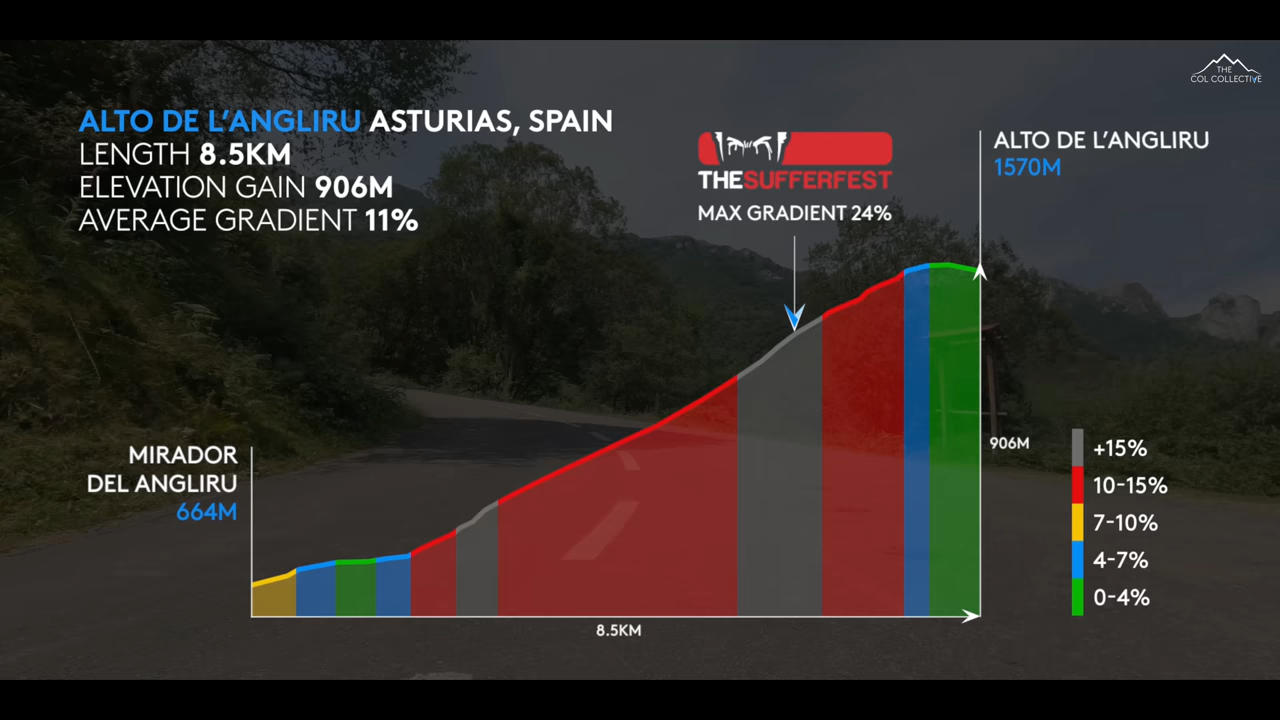 THE
COL COLLECTIVE
ALTO DE L'ANGLIRU ASTURIAS, SPAIN
LENGTH 8.5KM
ELEVATION GAIN 906M
AVERAGE GRADIENT 11%
THESUFFERFEST
MAX GRADIENT 24%
ALTO DE L'ANGLIRU
1570M
MIRADOR
DEL ANGLIRU
664M
906M
8.5KM
+15%
10-15%
7-10%
4-7%
0-4%